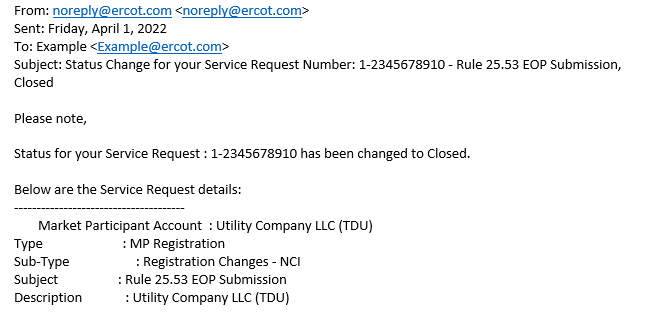 From: noreply@ercot.com <noreply@ercot.com>
Sent: Friday, April 1, 2022
To: Example <Example@ercot.com>
Subject: Status Change for your Service Request Number: 1-2345678910 - Rule 25.53 EOP Submission,
Closed
Please note,
Status for your Service Request : 1-2345678910 has been changed to Closed.
Below are the Service Request details:
--------------------------------------
Market Participant Account : Utility Company LLC (TDU)
Type : MP Registration
Sub-Type : Registration Changes - NCI
Subject : Rule 25.53 EOP Submission
Description : Utility Company LLC (TDU)